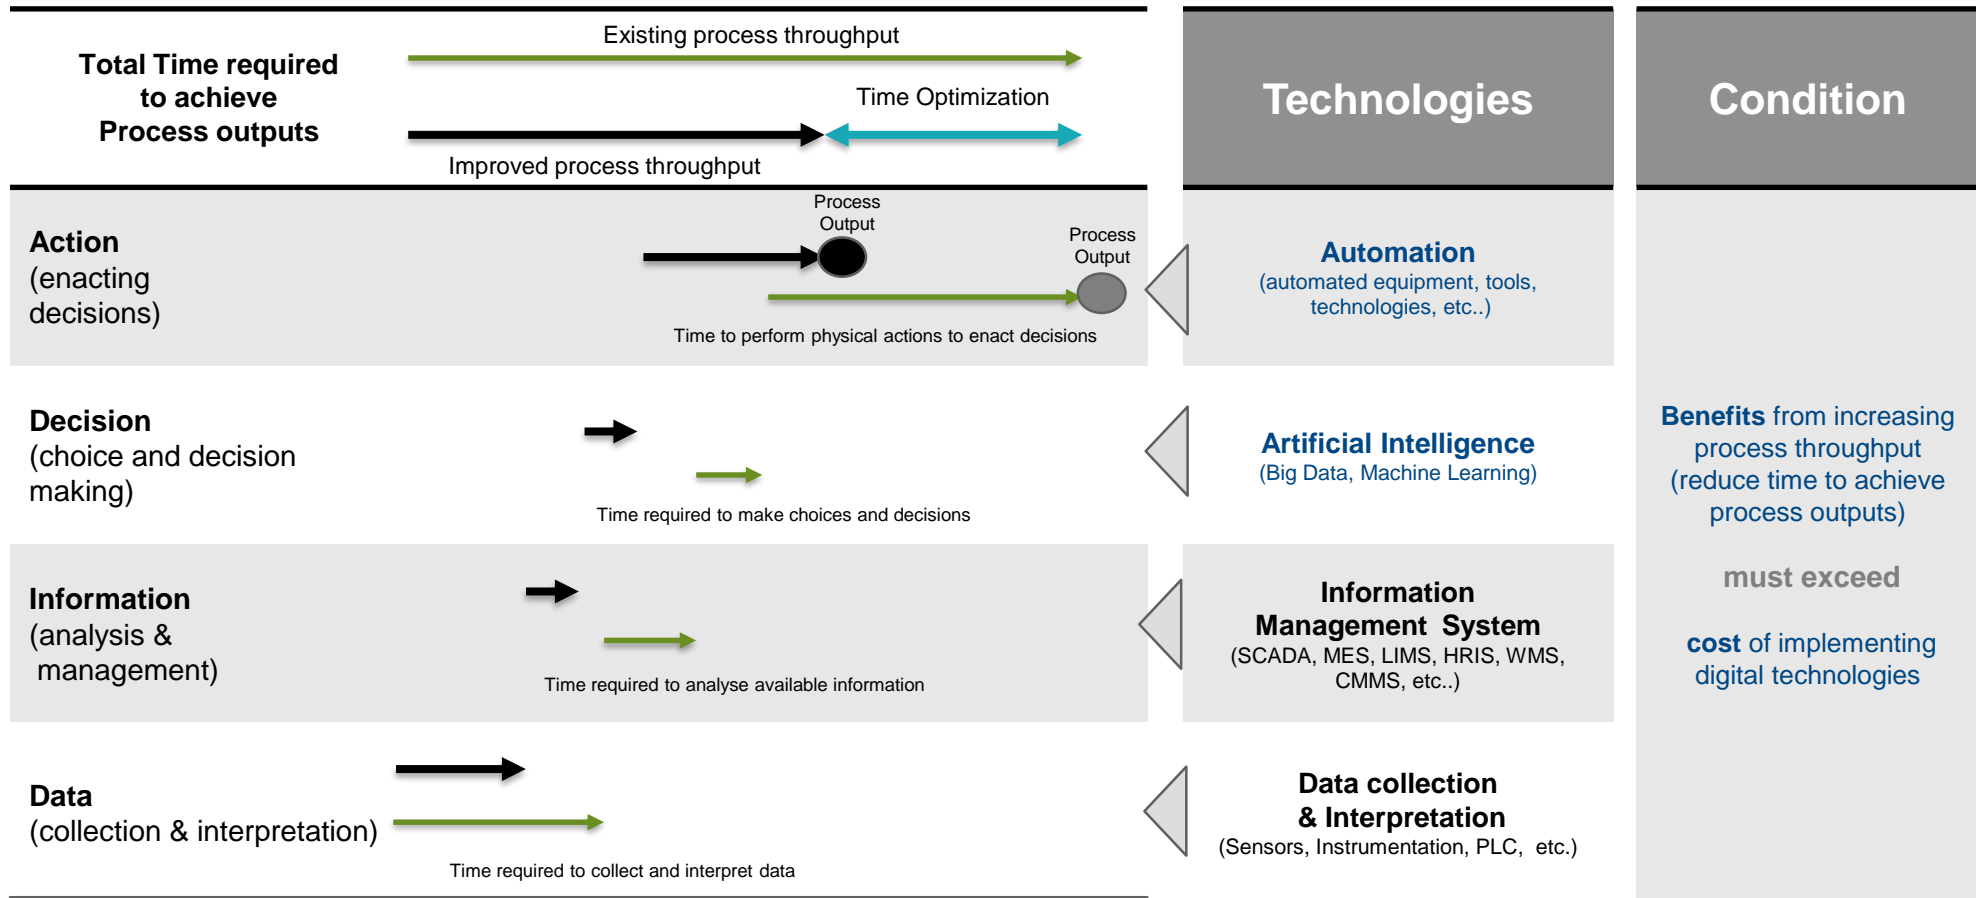 Total Time required
to achieve
Process outputs
Existing process throughput
Time Optimization
Improved process throughput
Technologies
Condition
Action
(enacting
decisions)
Process
Output
Process
Output
Time to perform physical actions to enact decisions
Automation
(automated equipment, tools,
technologies, etc..)
Decision
(choice and decision
making)
Time required to make choices and decisions
Artificial Intelligence
(Big Data, Machine Learning)
Information
(analysis &
management)
Time required to analyse available information
Information
Management System
(SCADA, MES, LIMS, HRIS, WMS,
CMMS, etc..)
Data
(collection & interpretation)
Time required to collect and interpret data
Data collection
& Interpretation
(Sensors, Instrumentation, PLC, etc.)
Benefits from increasing
process throughput
(reduce time to achieve
process outputs)
must exceed
cost of implementing
digital technologies